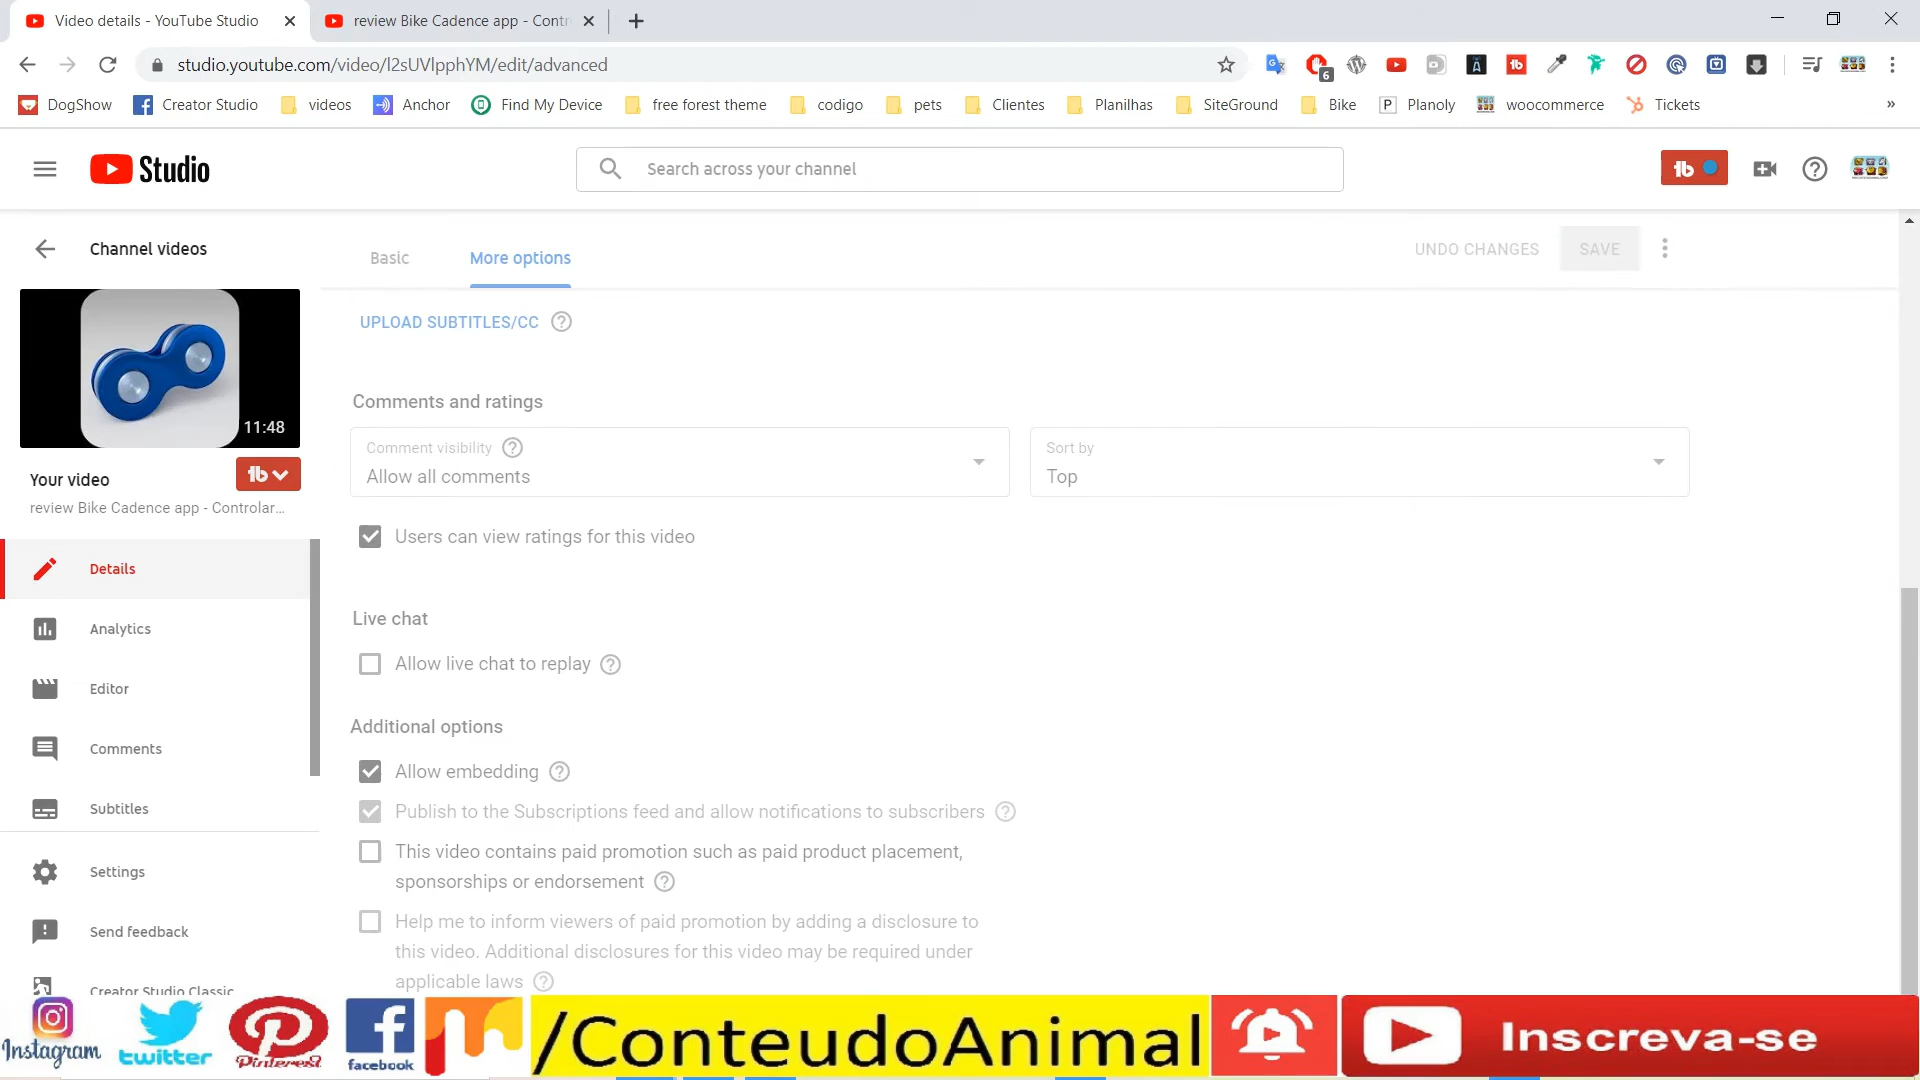 Video details - YouTube Studio
review Bike Cadence app - Contr
studio.youtube.com/video/l2sUVlpphYM/edit/advanced
6
DogShow
Creator Studio
videos
Anchor
Find My Device
free forest theme
codigo
pets
Clientes
Planilhas
SiteGround
Bike
P
Planoly
woocommerce
Tickets
»
Studio
Search across your channel
tb
Channel videos
Basic
More options
UNDO CHANGES
SAVE
11:48
Your video
tb
review Bike Cadence app - Controlar...
Details
Analytics
Editor
Comments
Subtitles
Settings
Send feedback
Creator Studio Classic
UPLOAD SUBTITLES/CC
Comments and ratings
Comment visibility
Allow all comments
Sort by
Top
Users can view ratings for this video
Live chat
Allow live chat to replay
Additional options
Allow embedding
Publish to the Subscriptions feed and allow notifications to subscribers
This video contains paid promotion such as paid product placement,
sponsorships or endorsement
Help me to inform viewers of paid promotion by adding a disclosure to
this video. Additional disclosures for this video may be required under
applicable laws
Instagram
twitter
Pinterest
facebook
/ConteudoAnimal
Inscreva-se